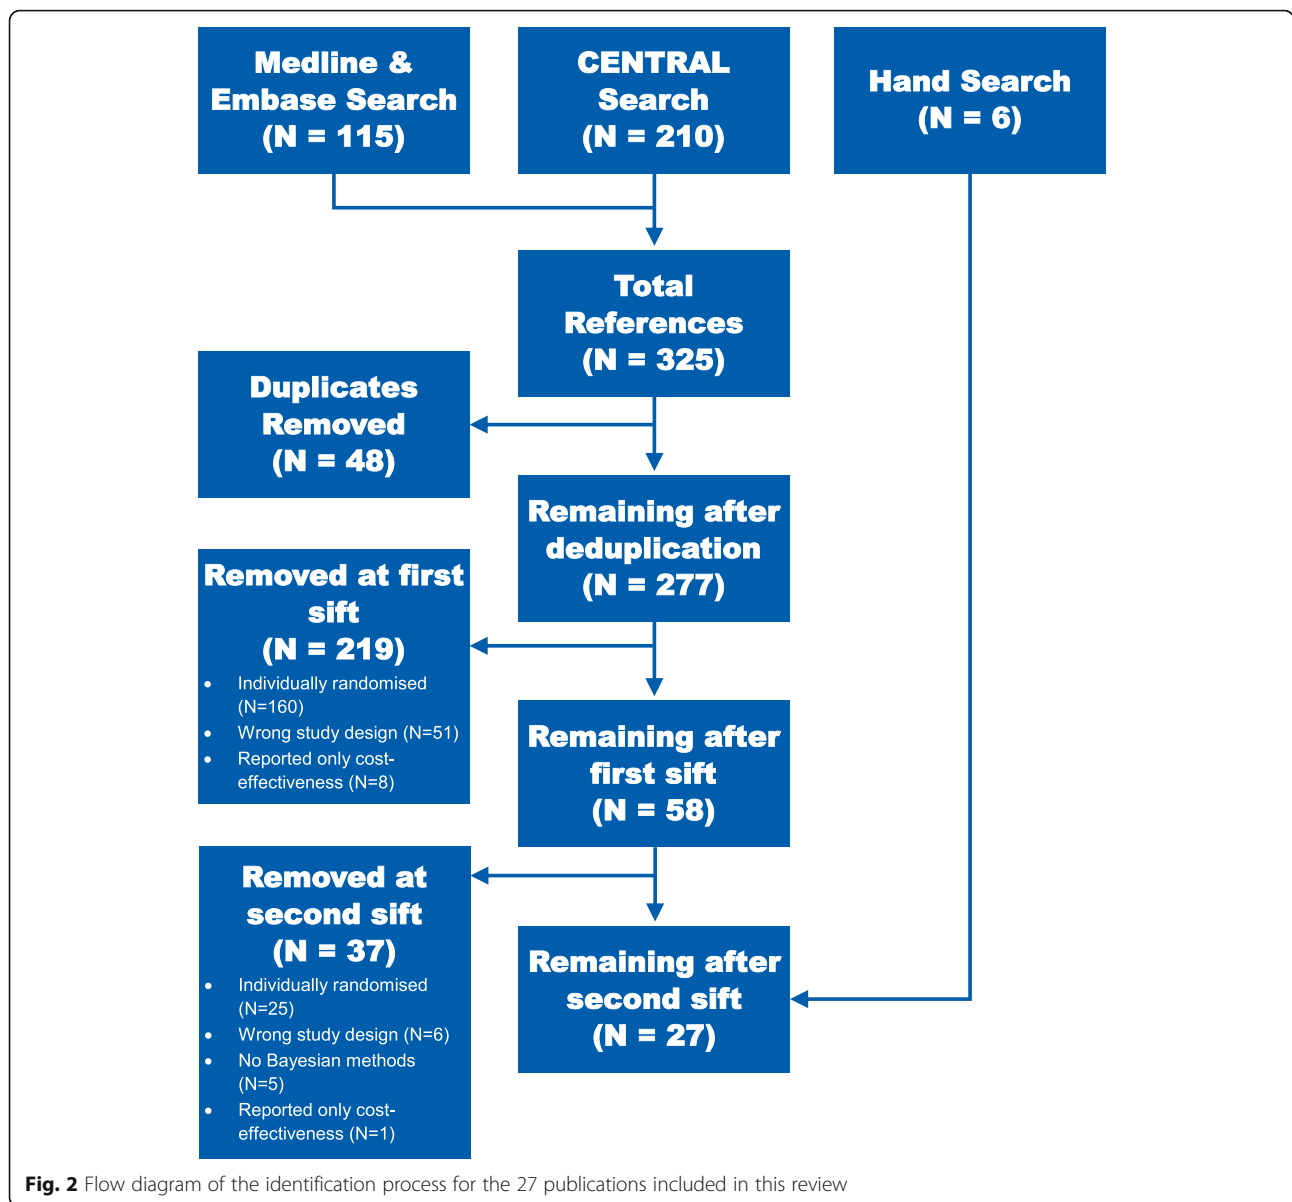 Medline &
Embase Search
(N = 115)
CENTRAL
Search
(N = 210)
Hand Search
(N = 6)
Total
References
(N = 325)
Duplicates
Removed
(N = 48)
Remaining after
deduplication
(N = 277)
Removed at first
sift
(N = 219)
• Individually randomised
(N=160)
• Wrong study design (N=51)
• Reported only cost-
effectiveness (N=8)
Remaining after
first sift
(N = 58)
Removed at
second sift
(N = 37)
• Individually randomised
(N=25)
• Wrong study design (N=6)
• No Bayesian methods
(N=5)
• Reported only cost-
effectiveness (N=1)
Remaining after
second sift
(N = 27)
Fig. 2 Flow diagram of the identification process for the 27 publications included in this review